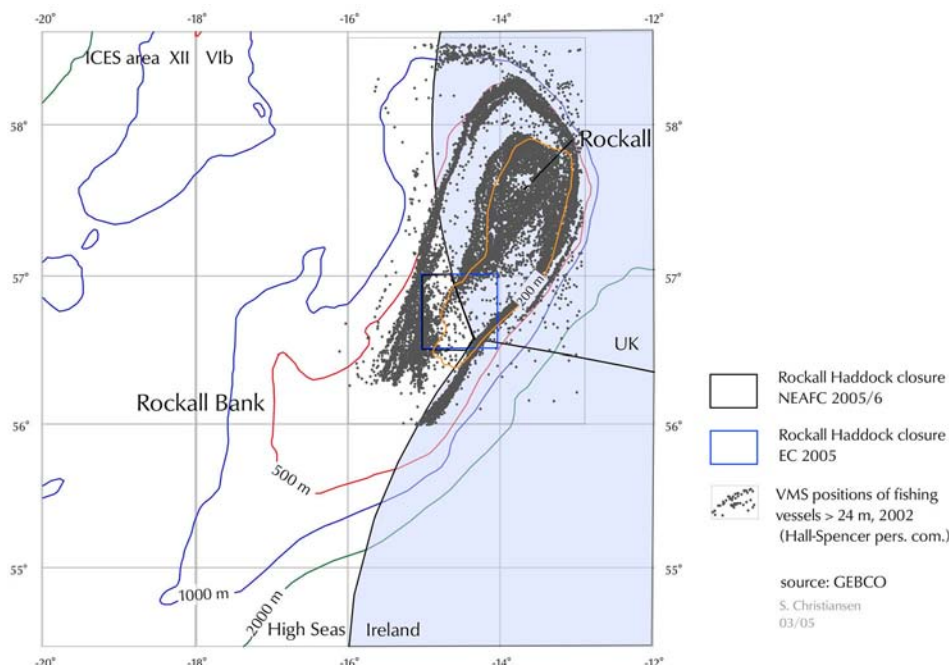 -20° -18° -16° -14° -12°
ICES area XII VIb
58° 58°
Rockall
57° 57°
200 m
UK
Rockall Bank
56° 56°
500 m
55° 55°
1000 m
2000 m
High Seas Ireland
-20° -18° -16° -14° -12°
Rockall Haddock closure
NEAFC 2005/6
Rockall Haddock closure
EC 2005
VMS positions of fishing
vessels > 24 m, 2002
(Hall-Spencer pers. com.)
source: GEBCO
S. Christiansen
03/05